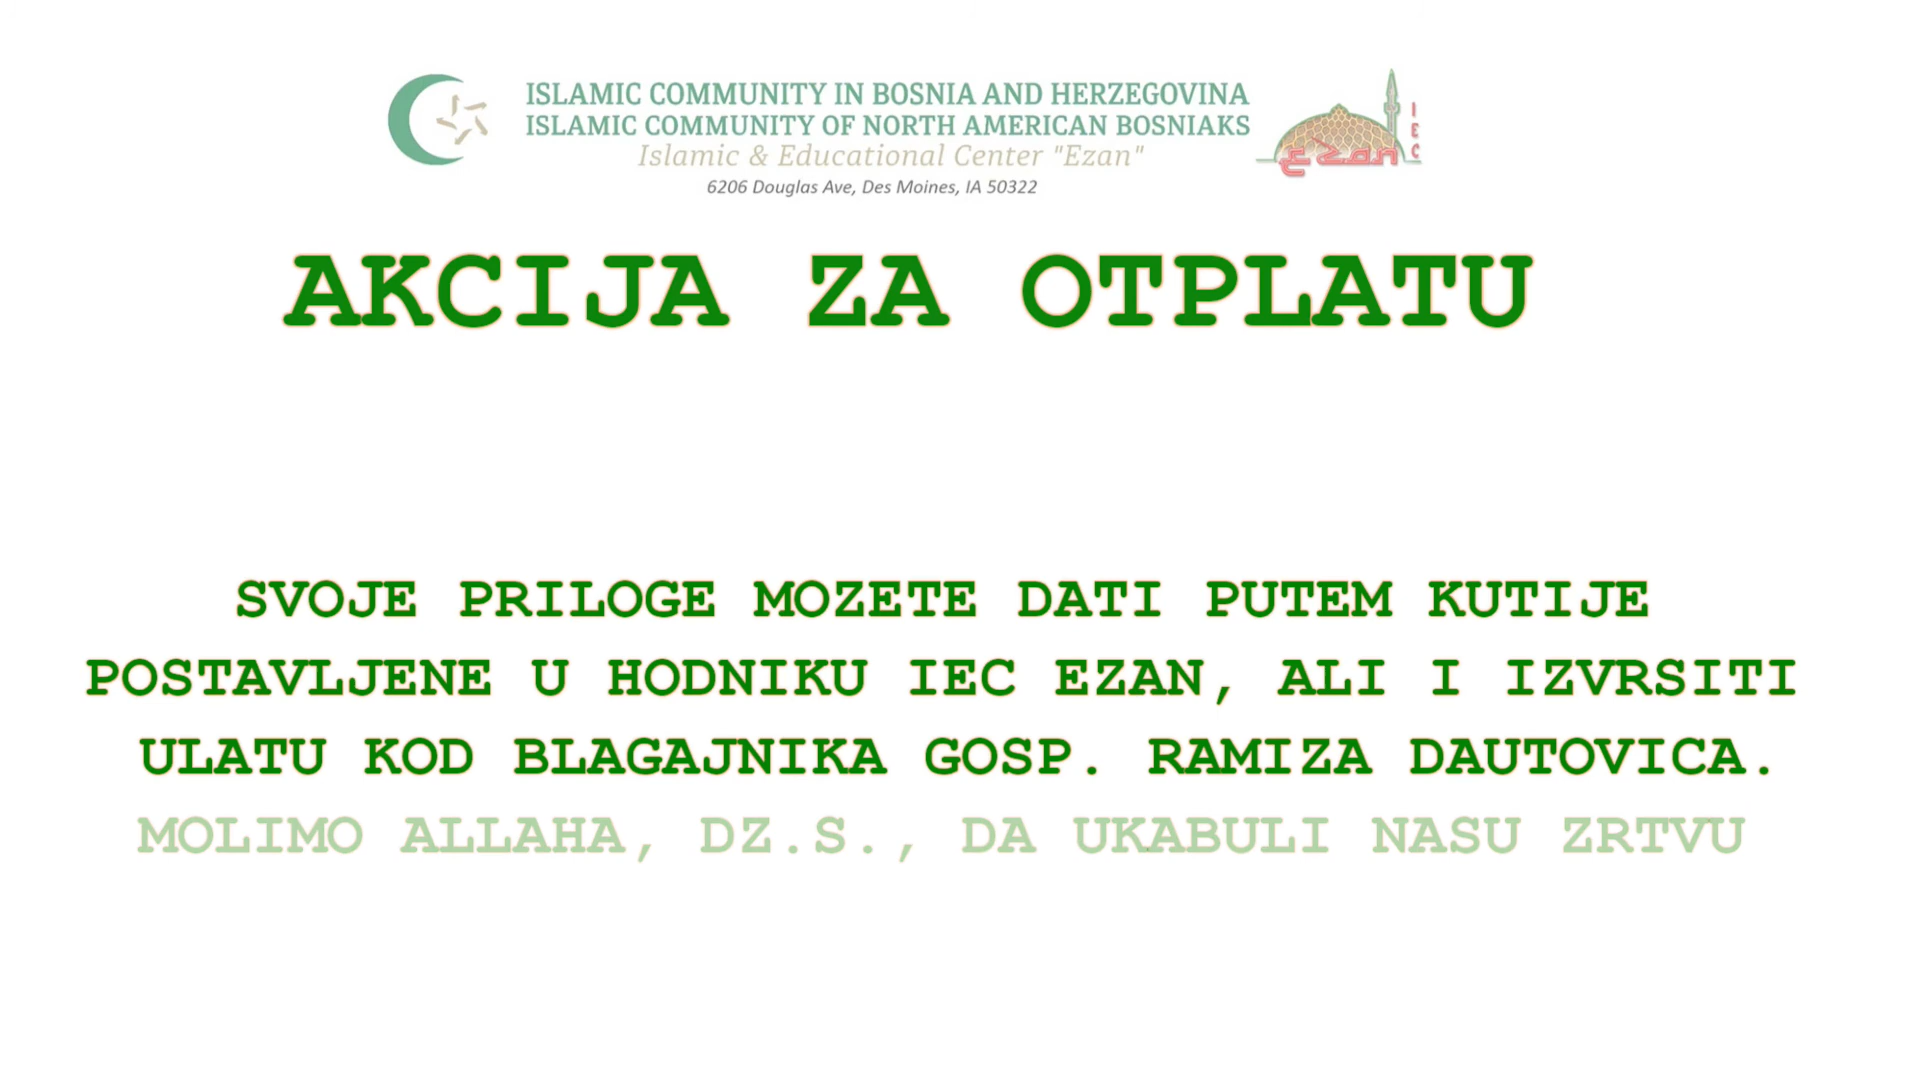 ISLAMIC COMMUNITY IN BOSNIA AND HERZEGOVINA
ISLAMIC COMMUNITY OF NORTH AMERICAN BOSNIAKS
Islamic & Educational Center "Ezan"
6206 Douglas Ave, Des Moines, IA 50322
Ezan
IEC
AKCIJA ZA OTPLATU
SVOJE PRILOGE MOZETE DATI PUTEM KUTIJE
POSTAVLJENE U HODNIKU IEC EZAN, ALI I IZVRSITI
ULATU KOD BLAGAJNIKA GOSP. RAMIZA DAUTOVICA.
MOLIMO ALLAHA, DZ.S., DA UKABULI NASU ZRTVU